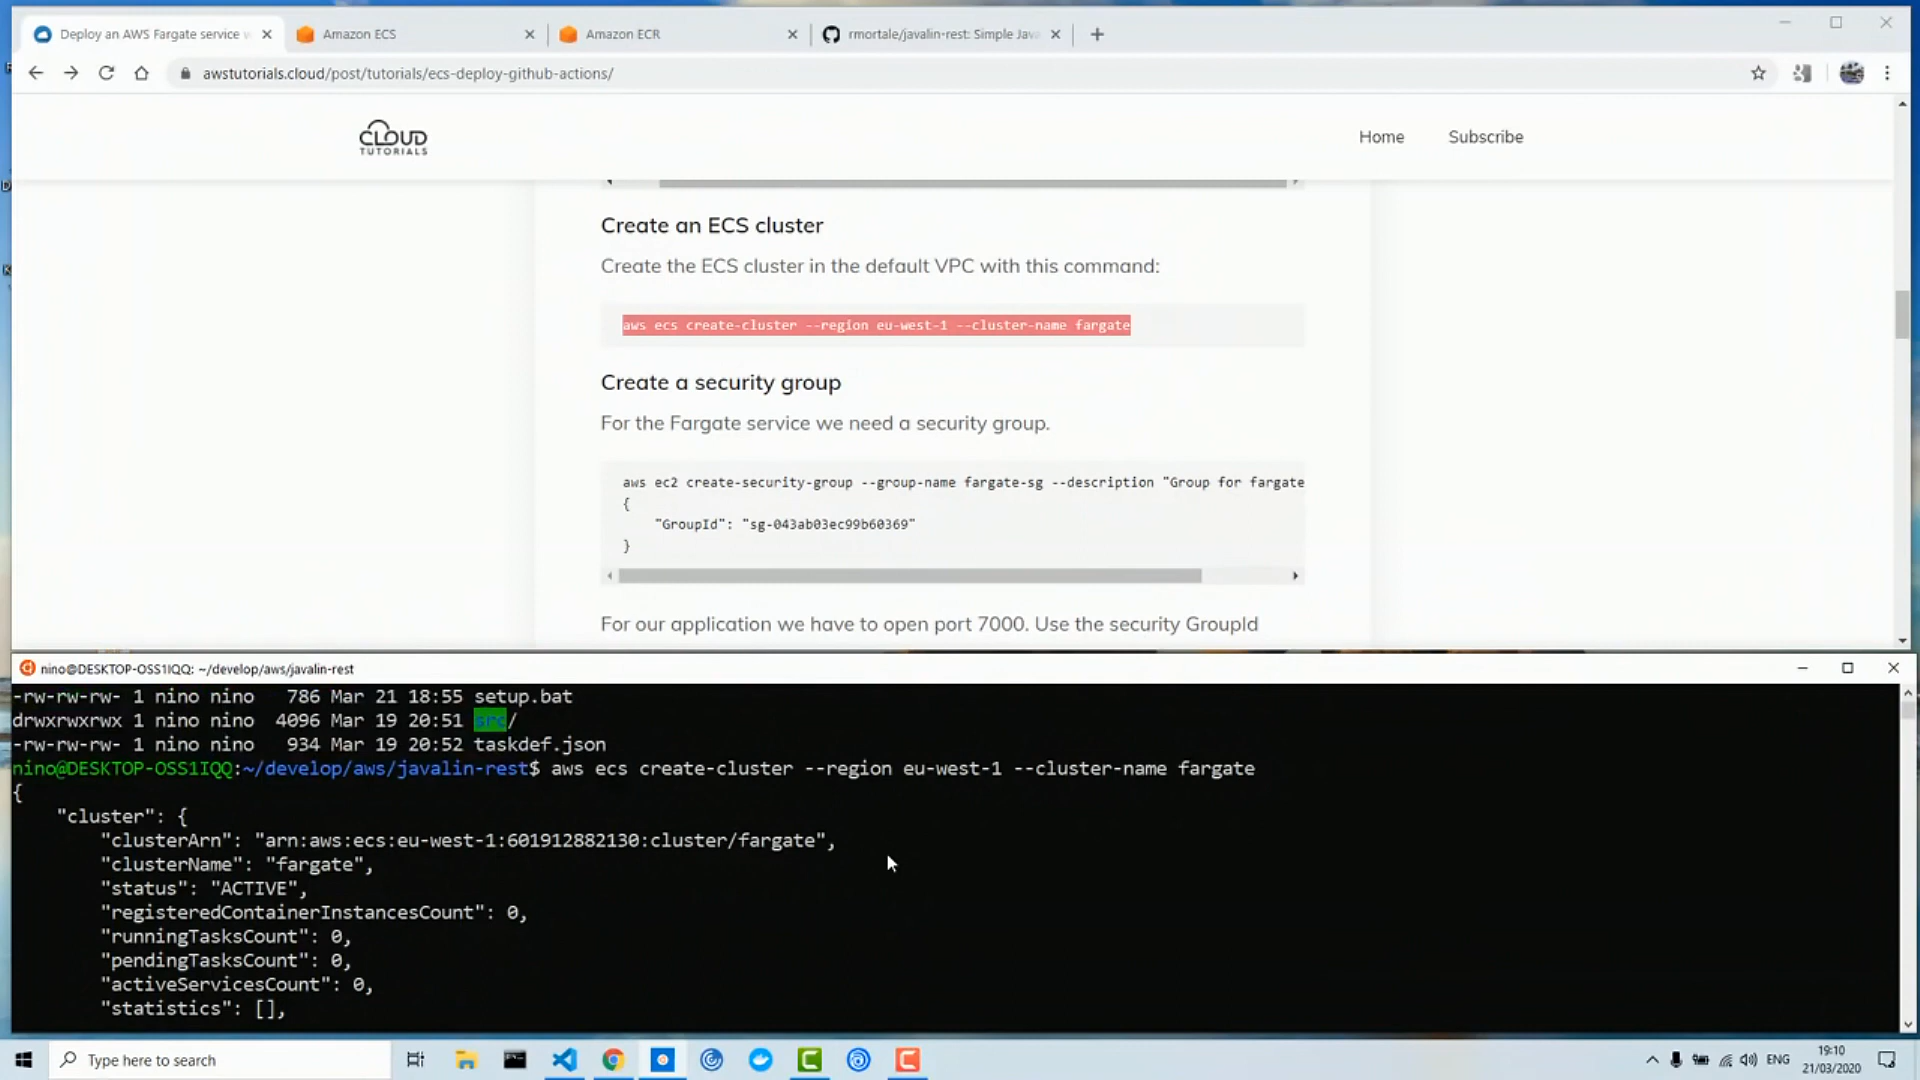 Deploy an AWS Fargate service w
Amazon ECS
Amazon ECR
rmortale/javalin-rest: Simple Jav
awstutorials.cloud/post/tutorials/ecs-deploy-github-actions/
CLOUD
TUTORIALS
Home
Subscribe
Create an ECS cluster
Create the ECS cluster in the default VPC with this command:
aws ecs create-cluster --region eu-west-1 --cluster-name fargate
Create a security group
For the Fargate service we need a security group.
aws ec2 create-security-group --group-name fargate-sg --description "Group for fargate
{
"GroupId": "sg-043ab03ec99b60369"
}
For our application we have to open port 7000. Use the security GroupId
nino@DESKTOP-OSS1IQQ: ~/develop/aws/javalin-rest
-rw-rw-rw- 1 nino nino 786 Mar 21 18:55 setup.bat
drwxrwxrwx 1 nino nino 4096 Mar 19 20:51 src/
-rw-rw-rw- 1 nino nino 934 Mar 19 20:52 taskdef.json
nino@DESKTOP-OSS1IQQ:~/develop/aws/javalin-rest$ aws ecs create-cluster --region eu-west-1 --cluster-name fargate
{
"cluster": {
"clusterArn": "arn:aws:ecs:eu-west-1:601912882130:cluster/fargate",
"clusterName": "fargate",
"status": "ACTIVE",
"registeredContainerInstancesCount": 0,
"runningTasksCount": 0,
"pendingTasksCount": 0,
"activeServicesCount": 0,
"statistics": [],
Type here to search
ENG
19:10
21/03/2020